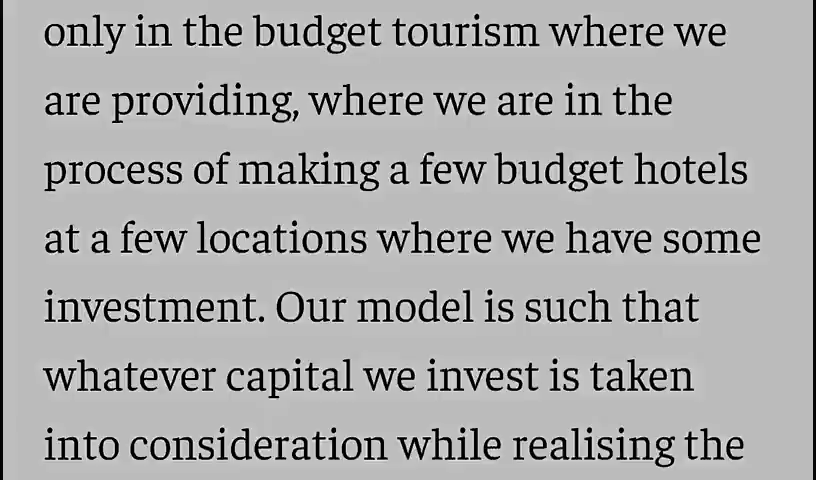 only in the budget tourism where we
are providing, where we are in the
process of making a few budget hotels
at a few locations where we have some
investment. Our model is such that
whatever capital we invest is taken
into consideration while realising the